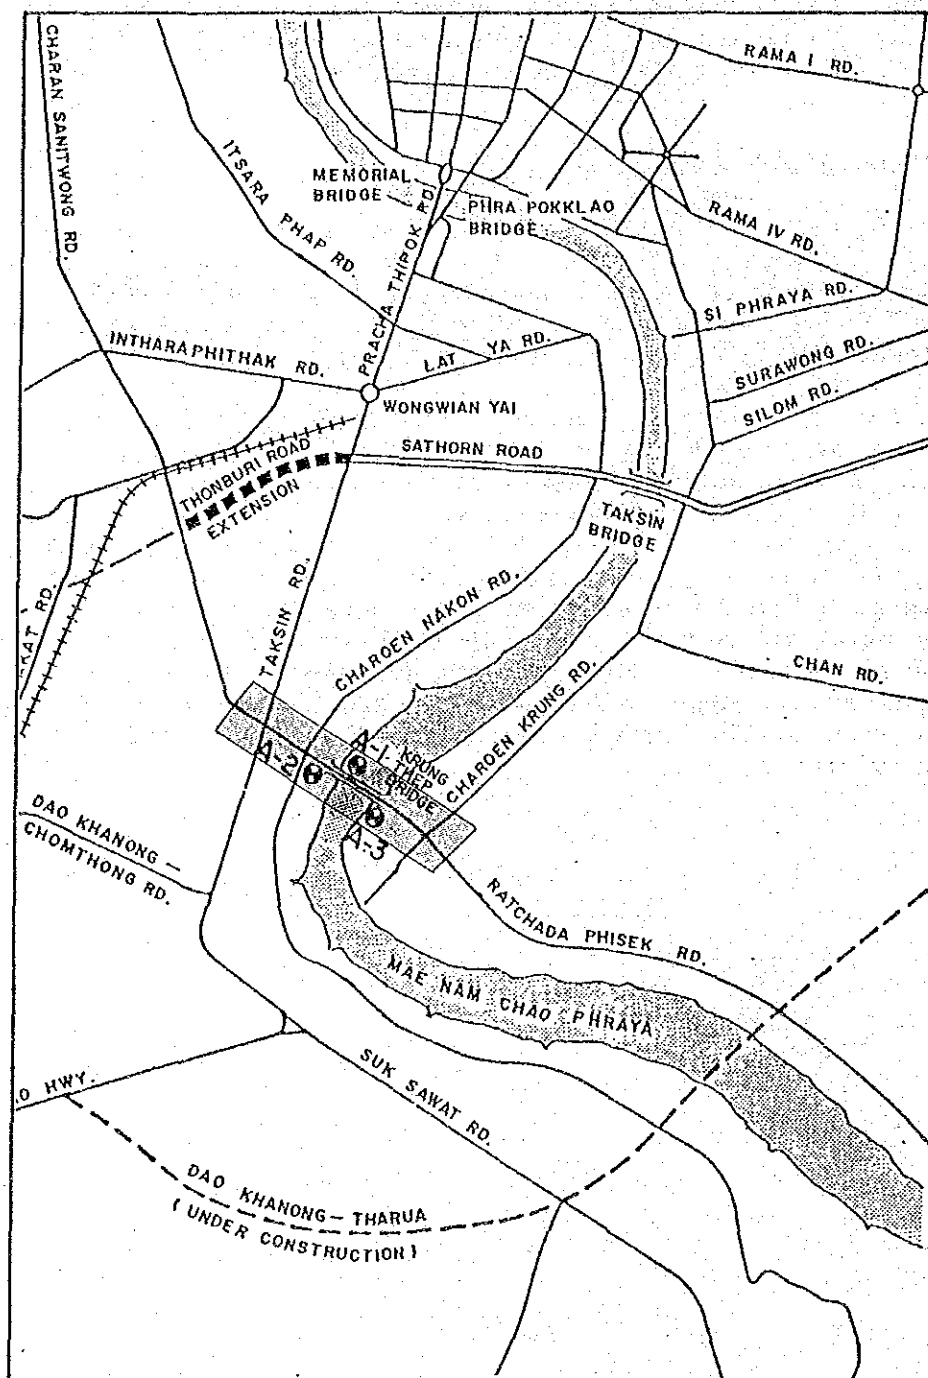 CHARAN SANITWONG RD.
RAMA I RD.
ITSARA PHAP RD.
MEMORIAL
BRIDGE
PHRA POKKLAO
BRIDGE
RAMA IV RD.
PRACHA THIPOK RD.
SI PHRAYA RD.
INTHARAPHITHAK RD.
LAT YA RD.
SURAWONG RD.
SILOM RD.
WONGWIAN YAI
SATHORN ROAD
THONBURI ROAD
EXTENSION
TAKSIN
BRIDGE
TAKSIN RD.
CHAROEN NAKON RD.
CHAROEN KRUNG RD.
CHAN RD.
RD.
A-1
KRUNG
THEP
BRIDGE
A-2
A-3
DAO KHANONG —
CHOMTHONG RD.
RATCHADA PHISEK RD.
MAE NAM CHAO PHRAYA
HWY.
SUK SAWAT RD.
DAO KHANONG — THARUA
( UNDER CONSTRUCTION )